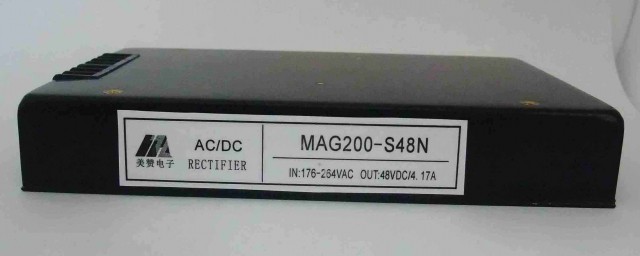 美赞电子
AC/DC
RECTIFIER
MAG200-S48N
IN:176-264VAC OUT:48VDC/4.17A